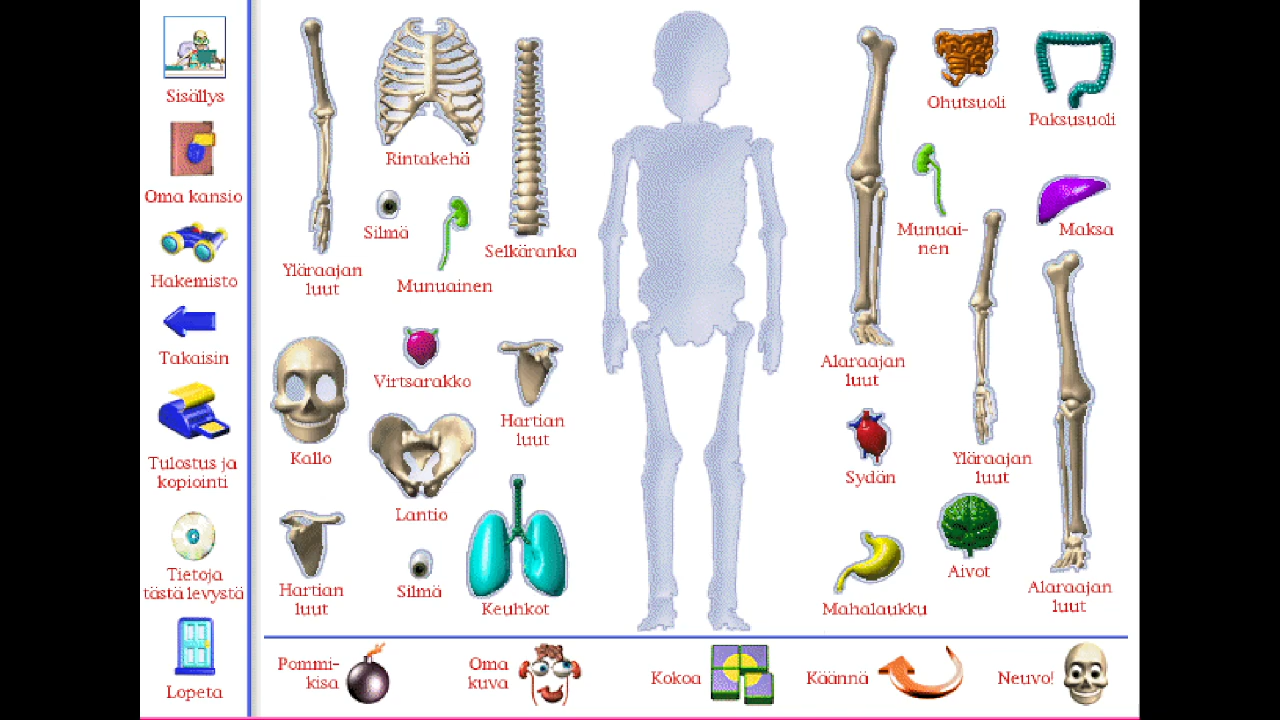 Sisällys
Oma kansio
Hakemisto
Takaisin
Tulostus ja
kopiointi
Tietoja
tästä levystä
Lopeta
Yläraajan
luut
Rintakehä
Silmä
Munuainen
Selkäranka
Kallo
Virtsarakko
Hartian
luut
Lantio
Hartian
luut
Silmä
Keuhkot
Ohutsuoli
Paksusuoli
Munuai-
nen
Maksa
Alaraajan
luut
Sydän
Yläraajan
luut
Aivot
Mahalaukku
Alaraajan
luut
Pommi-
kisa
Oma
kuva
Kokoa
Käännä
Neuvo!